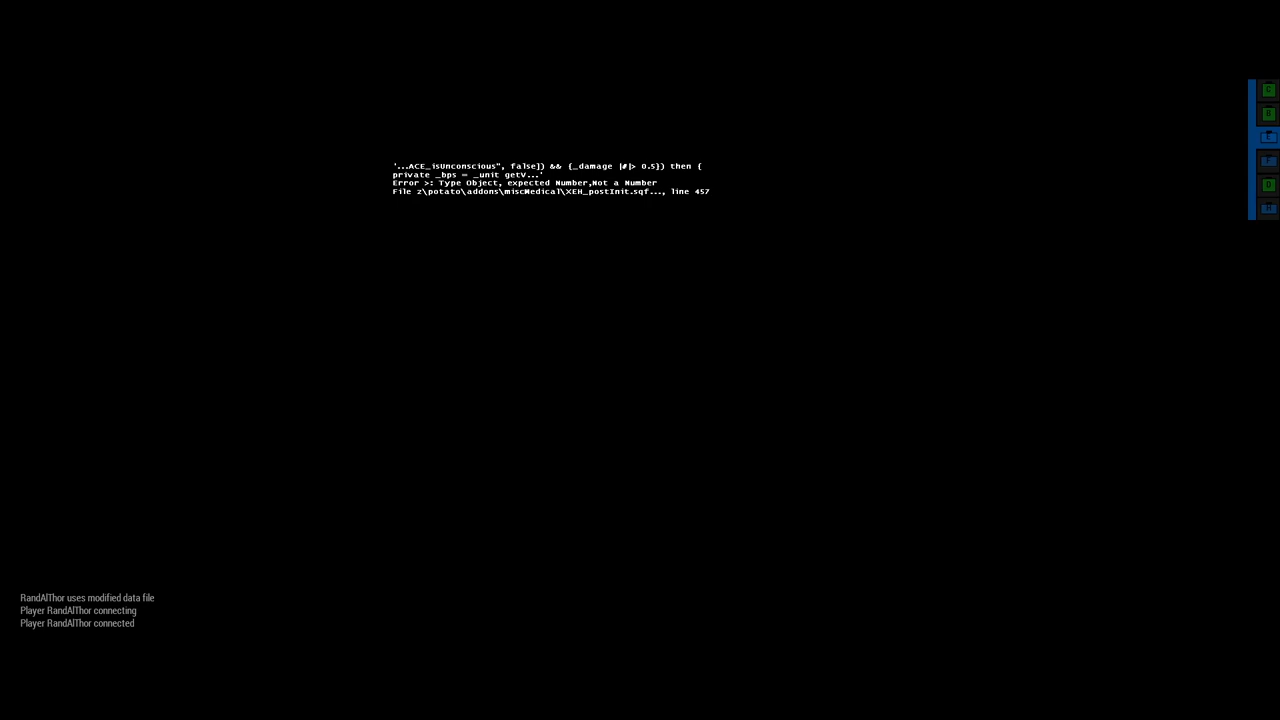 '...ACE_isUnconscious", false]) && {_damage |#|> 0.5}) then {
private _bps = _unit getV...'
Error >: Type Object, expected Number,Not a Number
File z\potato\addons\miscMedical\XEH_postInit.sqf..., line 457
RandAlThor uses modified data file
Player RandAlThor connecting
Player RandAlThor connected